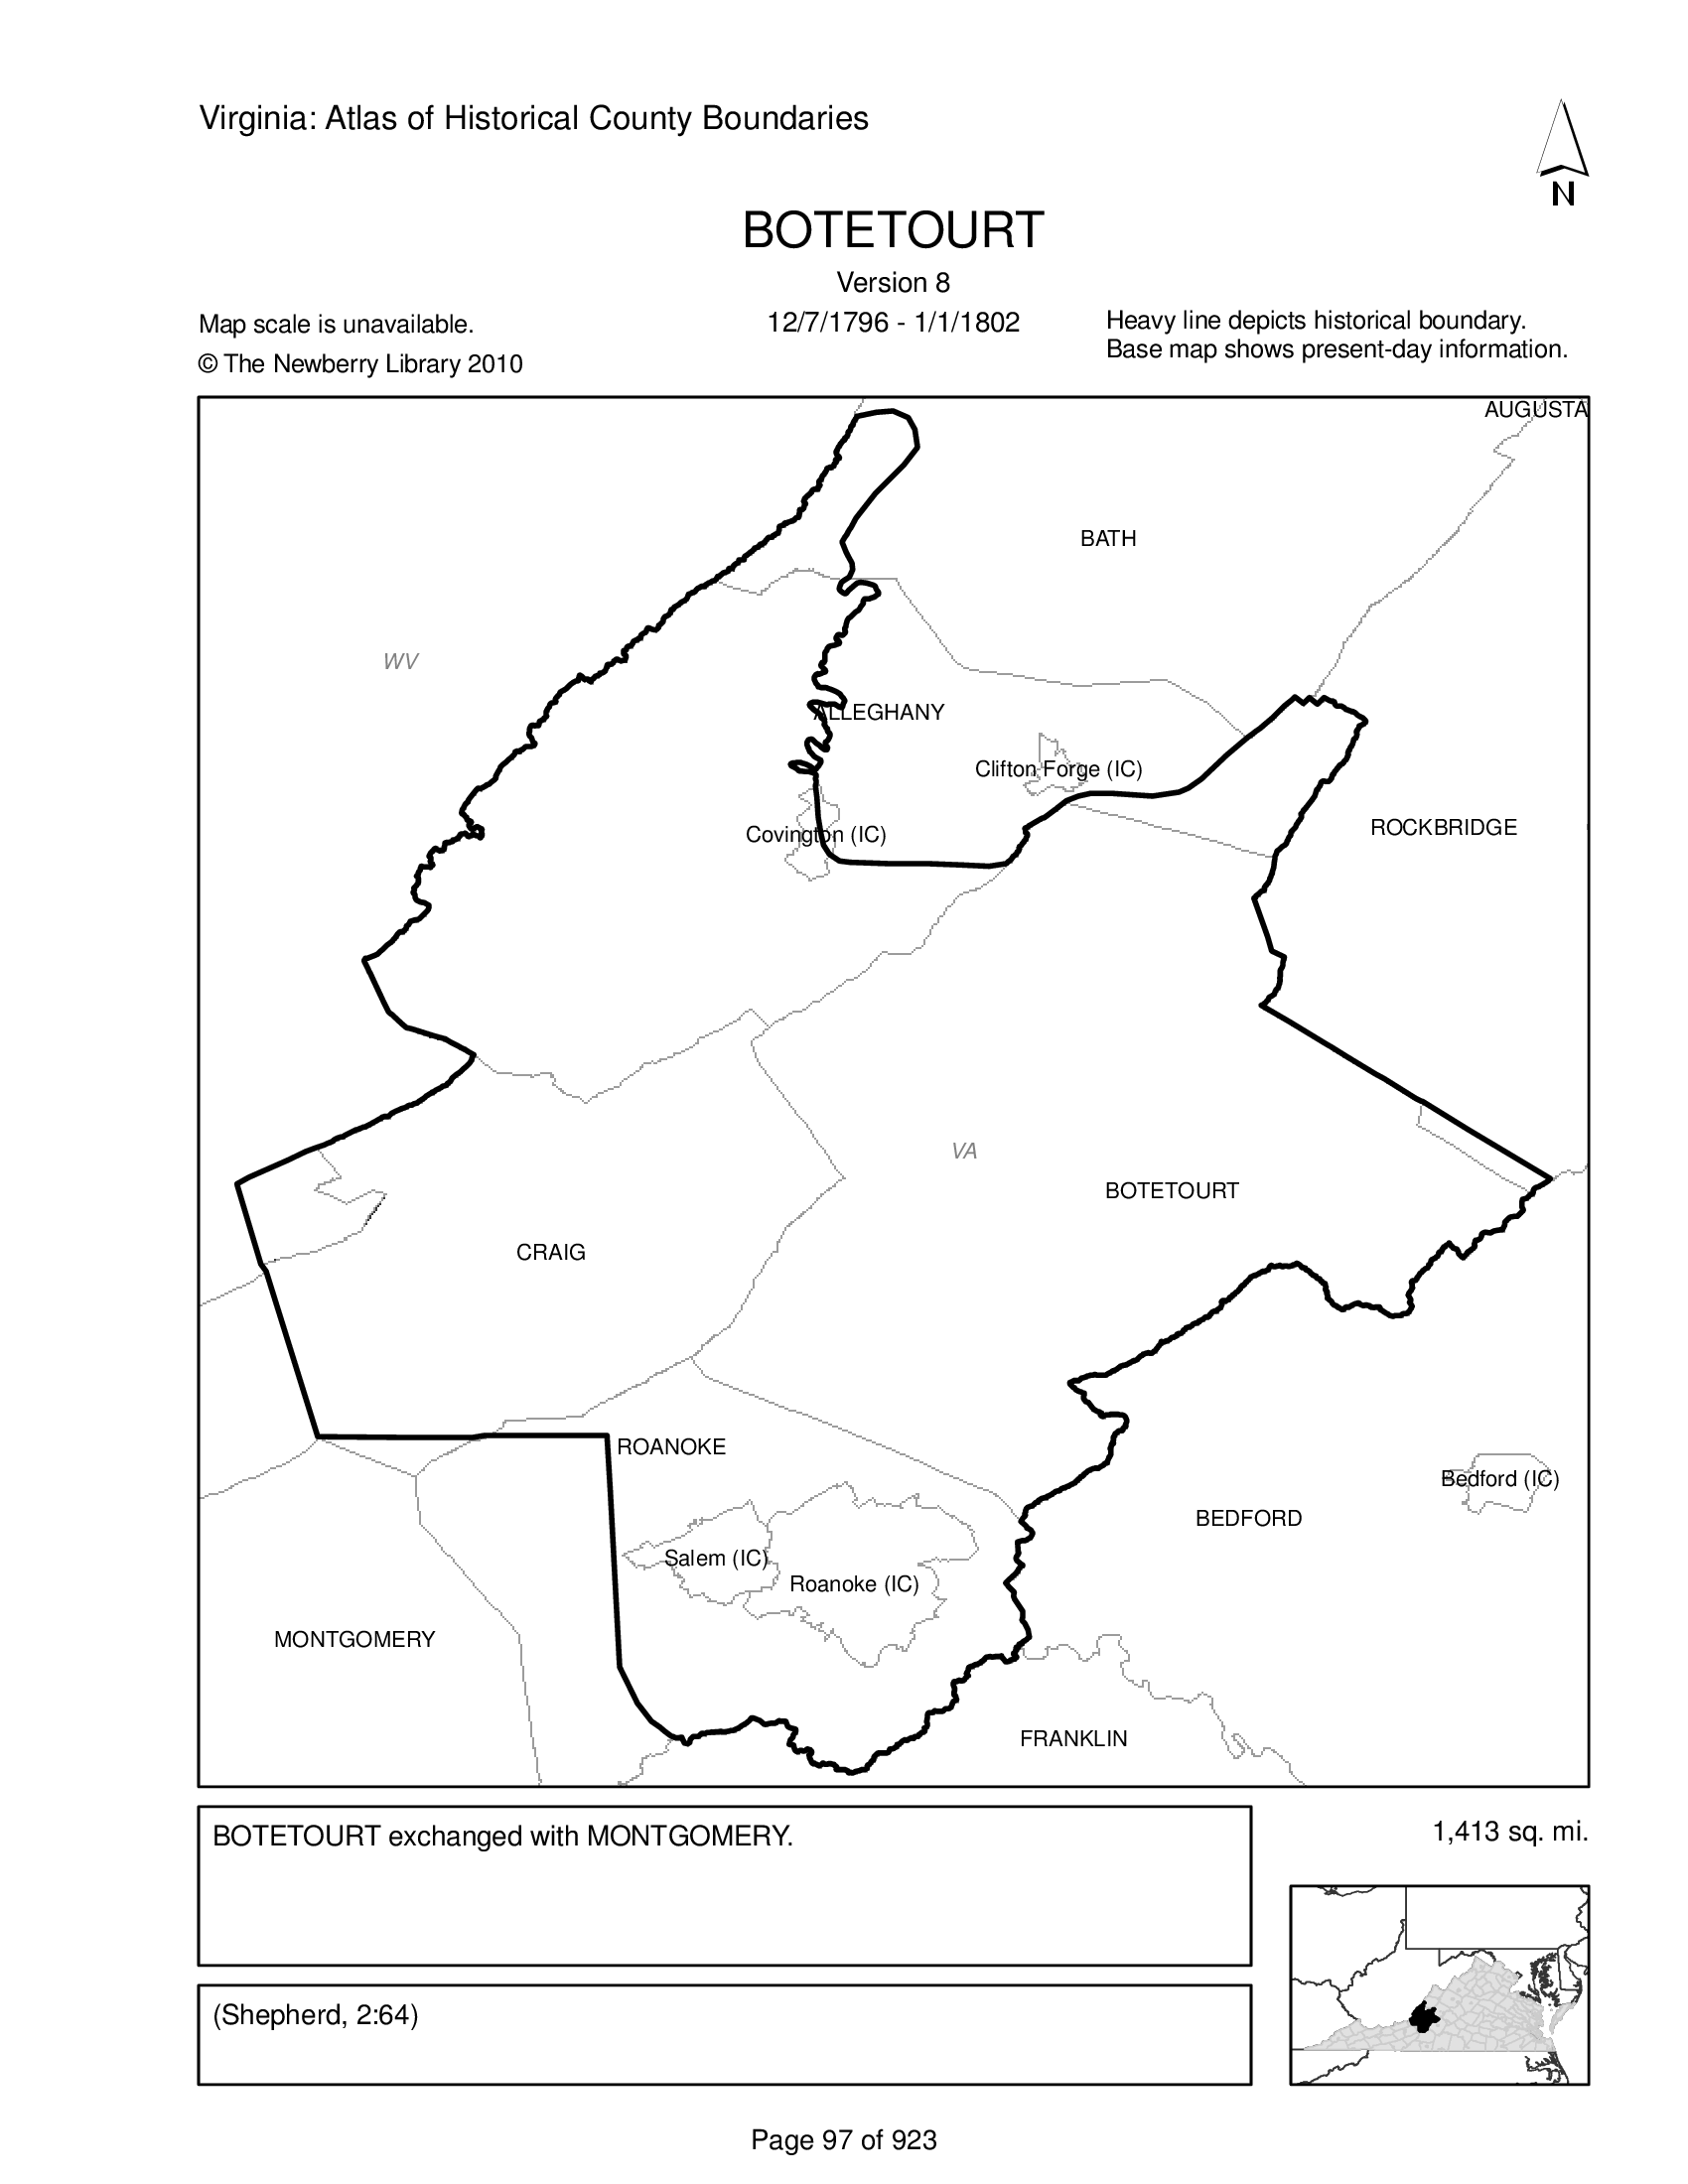 Virginia: Atlas of Historical County Boundaries
N
BOTETOURT
Version 8
12/7/1796 - 1/1/1802
Map scale is unavailable.
© The Newberry Library 2010
Heavy line depicts historical boundary.
Base map shows present-day information.
AUGUSTA
BATH
WV
ALLEGHANY
Clifton Forge (IC)
ROCKBRIDGE
Covington (IC)
VA
BOTETOURT
CRAIG
ROANOKE
Bedford (IC)
BEDFORD
Salem (IC)
Roanoke (IC)
MONTGOMERY
FRANKLIN
BOTETOURT exchanged with MONTGOMERY.
1,413 sq. mi.
(Shepherd, 2:64)
Page 97 of 923